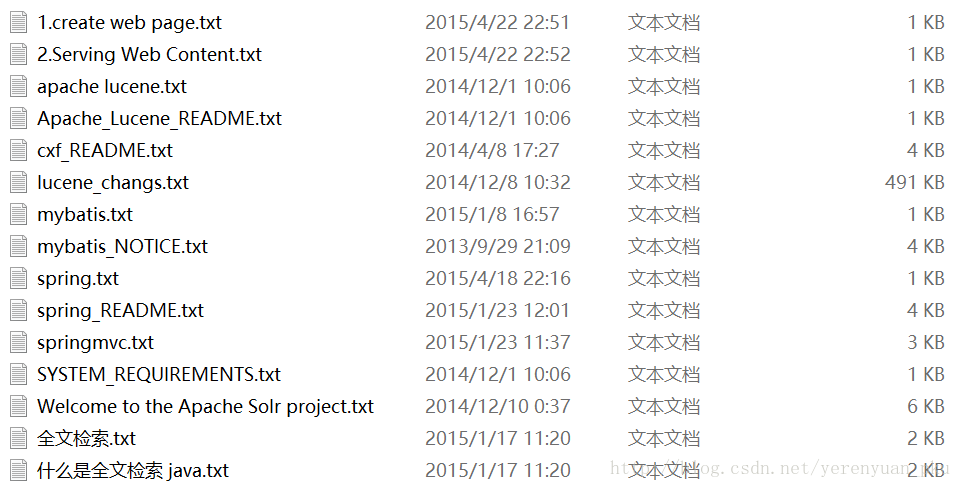 1.create web page.txt 2015/4/22 22:51 文本文档 1 KB
2.Serving Web Content.txt 2015/4/22 22:52 文本文档 1 KB
apache lucene.txt 2014/12/1 10:06 文本文档 1 KB
Apache_Lucene_README.txt 2014/12/1 10:06 文本文档 1 KB
cxf_README.txt 2014/4/8 17:27 文本文档 4 KB
lucene_changs.txt 2014/12/8 10:32 文本文档 491 KB
mybatis.txt 2015/1/8 16:57 文本文档 1 KB
mybatis_NOTICE.txt 2013/9/29 21:09 文本文档 4 KB
spring.txt 2015/4/18 22:16 文本文档 1 KB
spring_README.txt 2015/1/23 12:01 文本文档 4 KB
springmvc.txt 2015/1/23 11:37 文本文档 3 KB
SYSTEM_REQUIREMENTS.txt 2014/12/1 10:06 文本文档 1 KB
Welcome to the Apache Solr project.txt 2014/12/10 0:37 文本文档 6 KB
全文检索.txt 2015/1/17 11:20 文本文档 2 KB
什么是全文检索 java.txt 2015/1/17 11:20 文本文档 2 KB